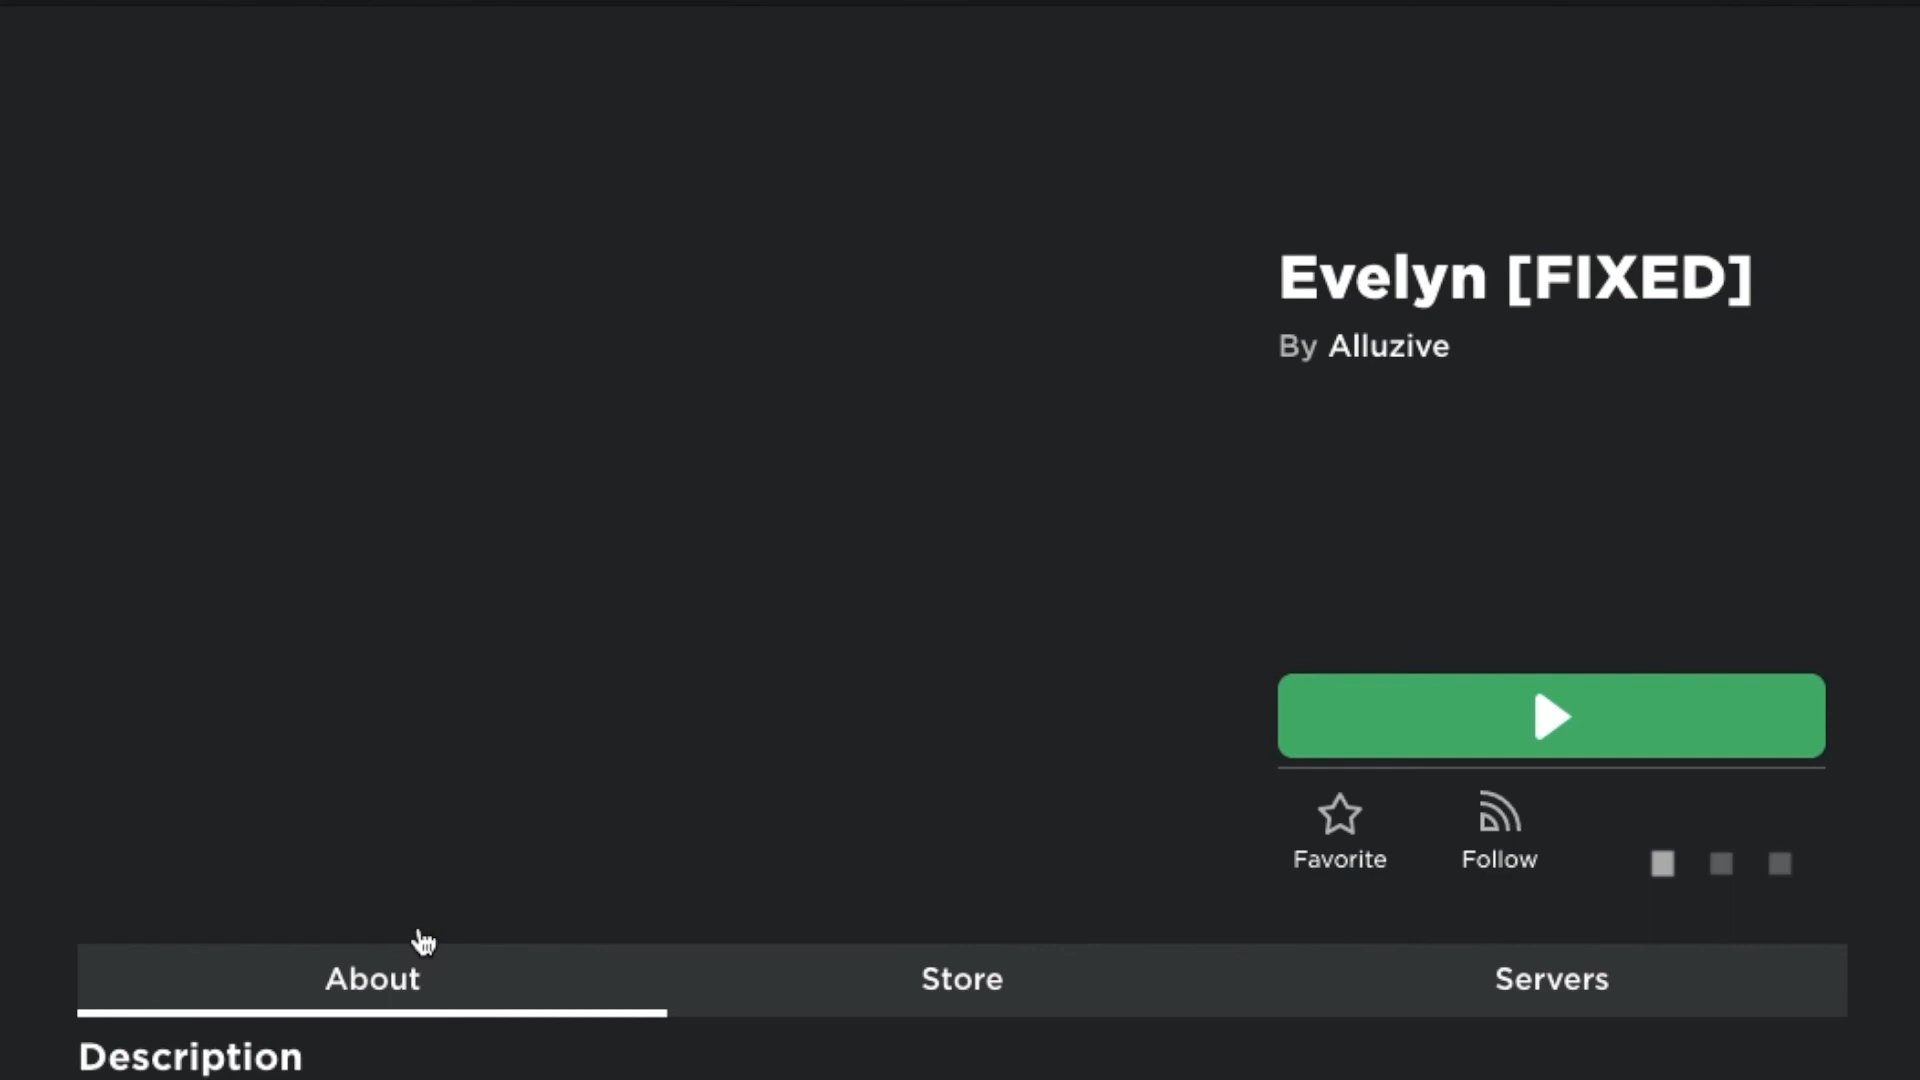 Evelyn [FIXED]
By Alluzive
Favorite
Follow
About
Store
Servers
Description